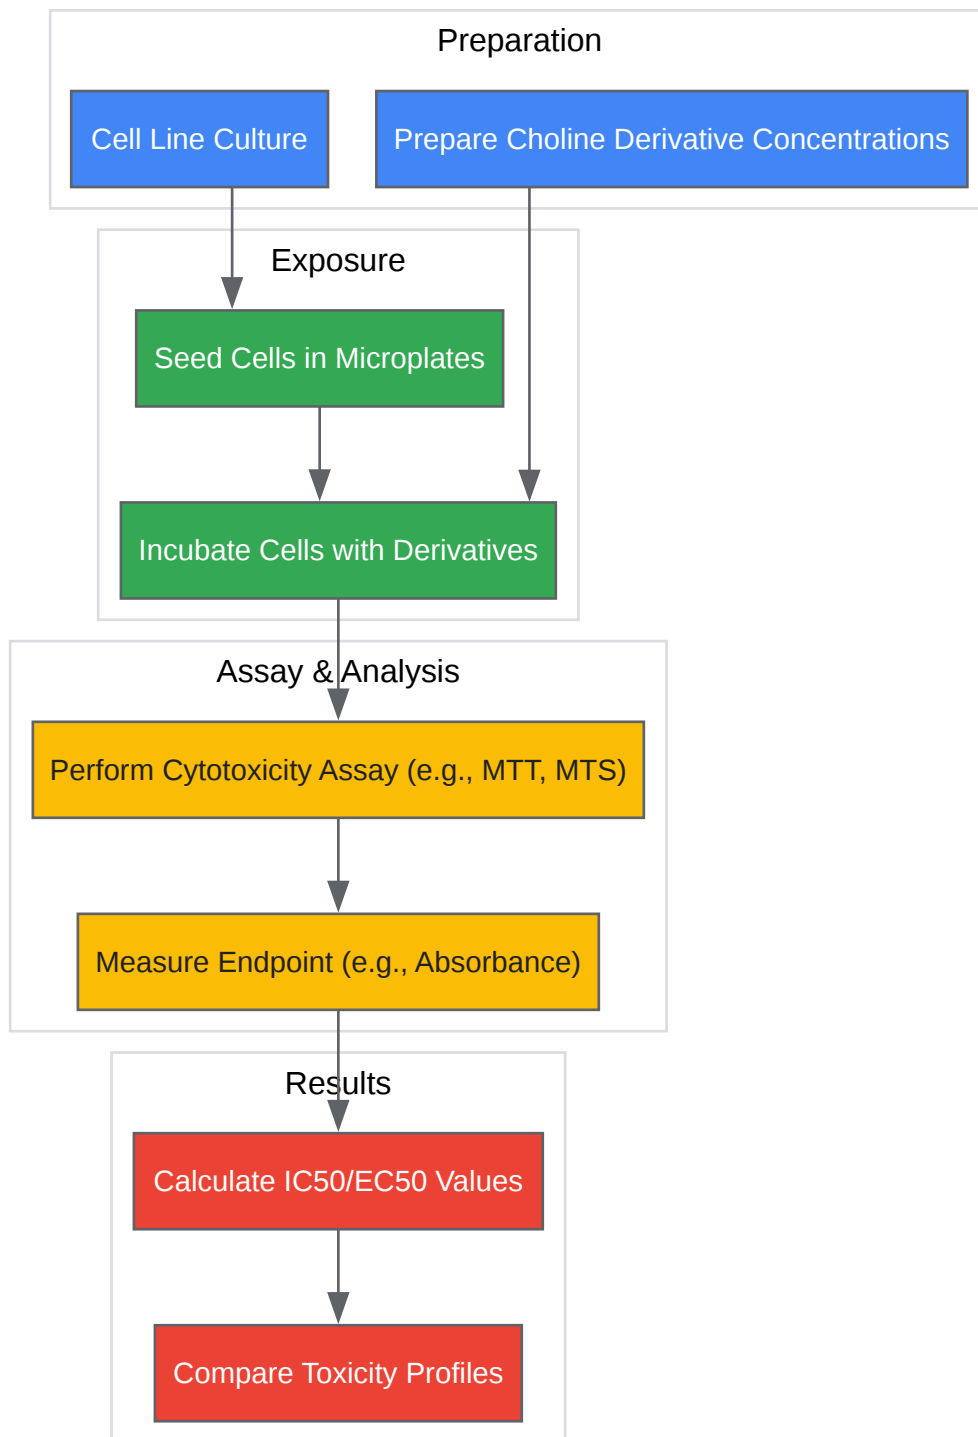 Preparation
Cell Line Culture
Prepare Choline Derivative Concentrations
Exposure
Seed Cells in Microplates
Incubate Cells with Derivatives
Assay & Analysis
Perform Cytotoxicity Assay (e.g., MTT, MTS)
Measure Endpoint (e.g., Absorbance)
Results
Calculate IC50/EC50 Values
Compare Toxicity Profiles